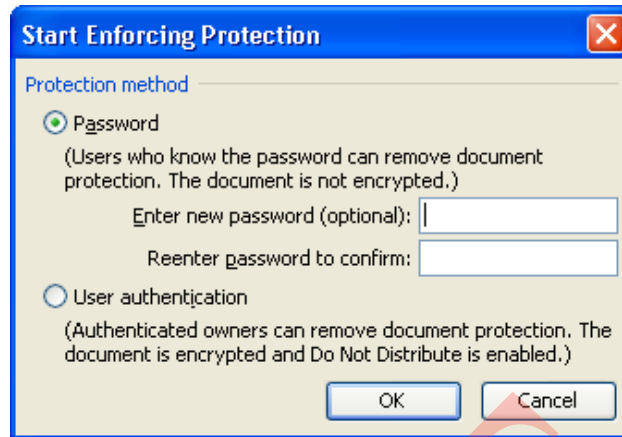 Start Enforcing Protection
Protection method
Password
(Users who know the password can remove document
protection. The document is not encrypted.)
Enter new password (optional):
Reenter password to confirm:
User authentication
(Authenticated owners can remove document protection. The
document is encrypted and Do Not Distribute is enabled.)
OK Cancel